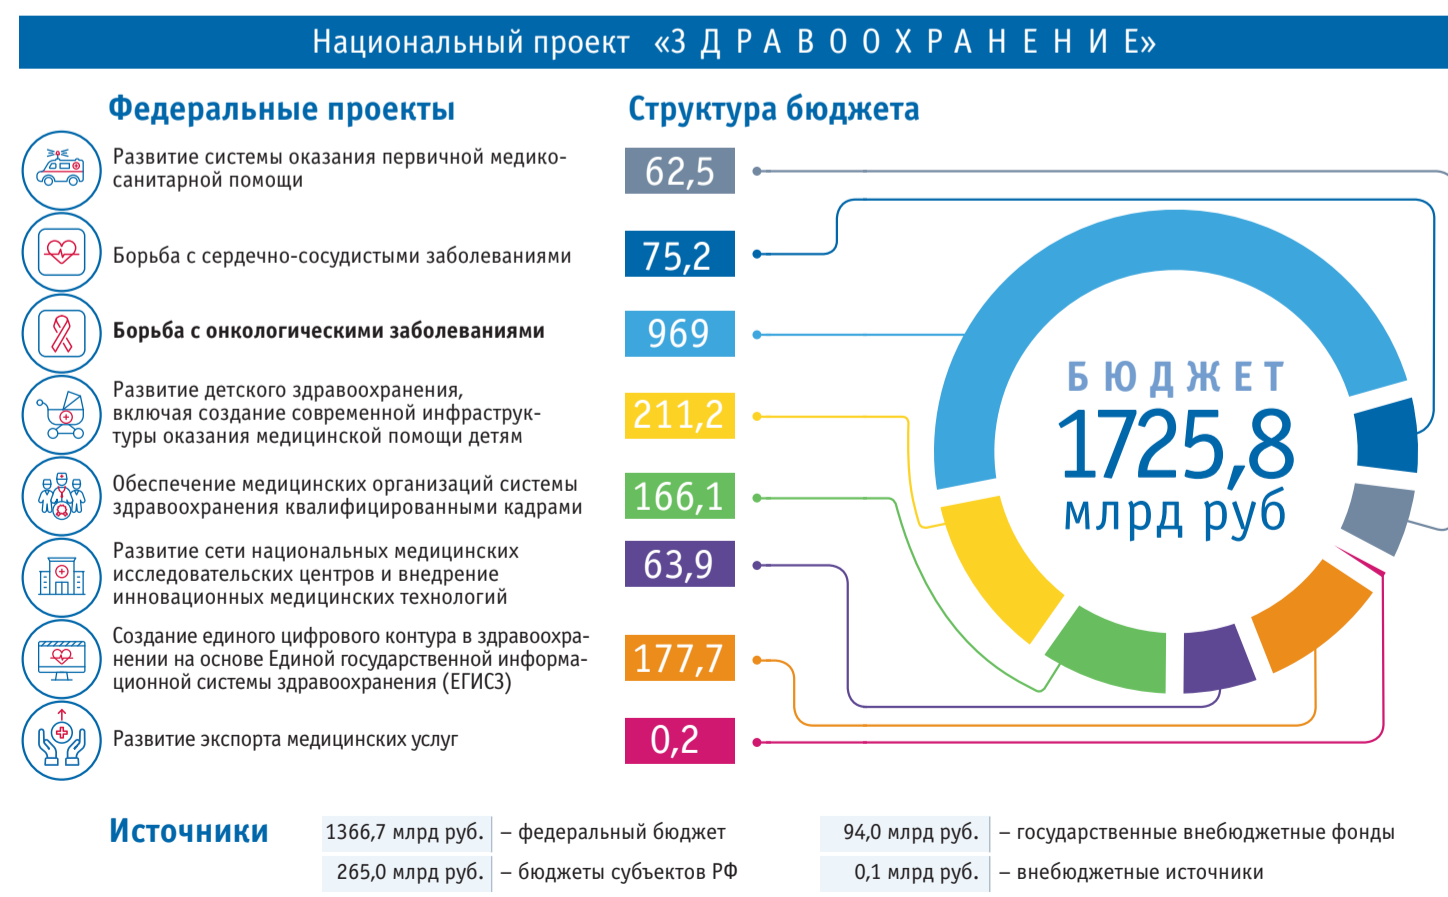 Национальный проект «ЗДРАВООХРАНЕНИЕ»
Федеральные проекты
Структура бюджета
Развитие системы оказания первичной медико-
санитарной помощи
62,5
Борьба с сердечно-сосудистыми заболеваниями
75,2
Борьба с онкологическими заболеваниями
969
Развитие детского здравоохранения,
включая создание современной инфраструк-
туры оказания медицинской помощи детям
211,2
Обеспечение медицинских организаций системы
здравоохранения квалифицированными кадрами
166,1
Развитие сети национальных медицинских
исследовательских центров и внедрение
инновационных медицинских технологий
63,9
Создание единого цифрового контура в здравоохра-
нении на основе Единой государственной информа-
ционной системы здравоохранения (ЕГИСЗ)
177,7
Развитие экспорта медицинских услуг
0,2
БЮДЖЕТ
1725,8
млрд руб
Источники
1366,7 млрд руб. – федеральный бюджет
265,0 млрд руб. – бюджеты субъектов РФ
94,0 млрд руб. – государственные внебюджетные фонды
0,1 млрд руб. – внебюджетные источники